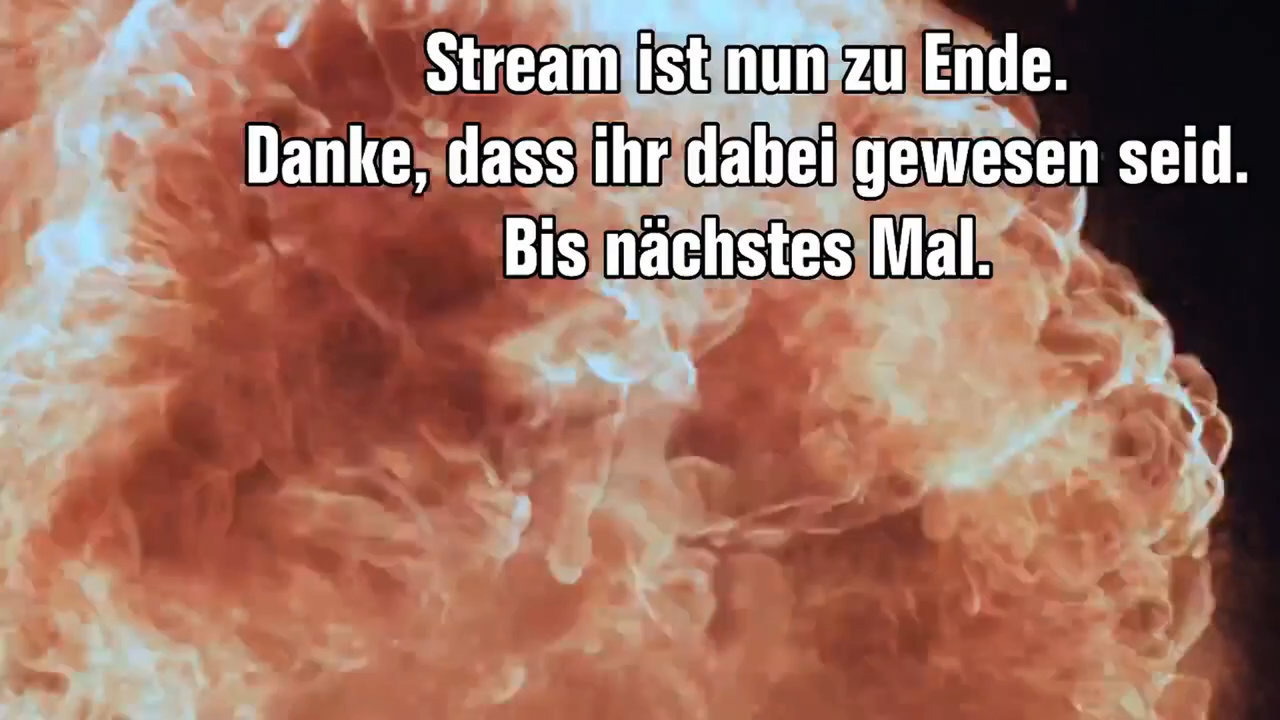 Stream ist nun zu Ende.
Danke, dass ihr dabei gewesen seid.
Bis nächstes Mal.